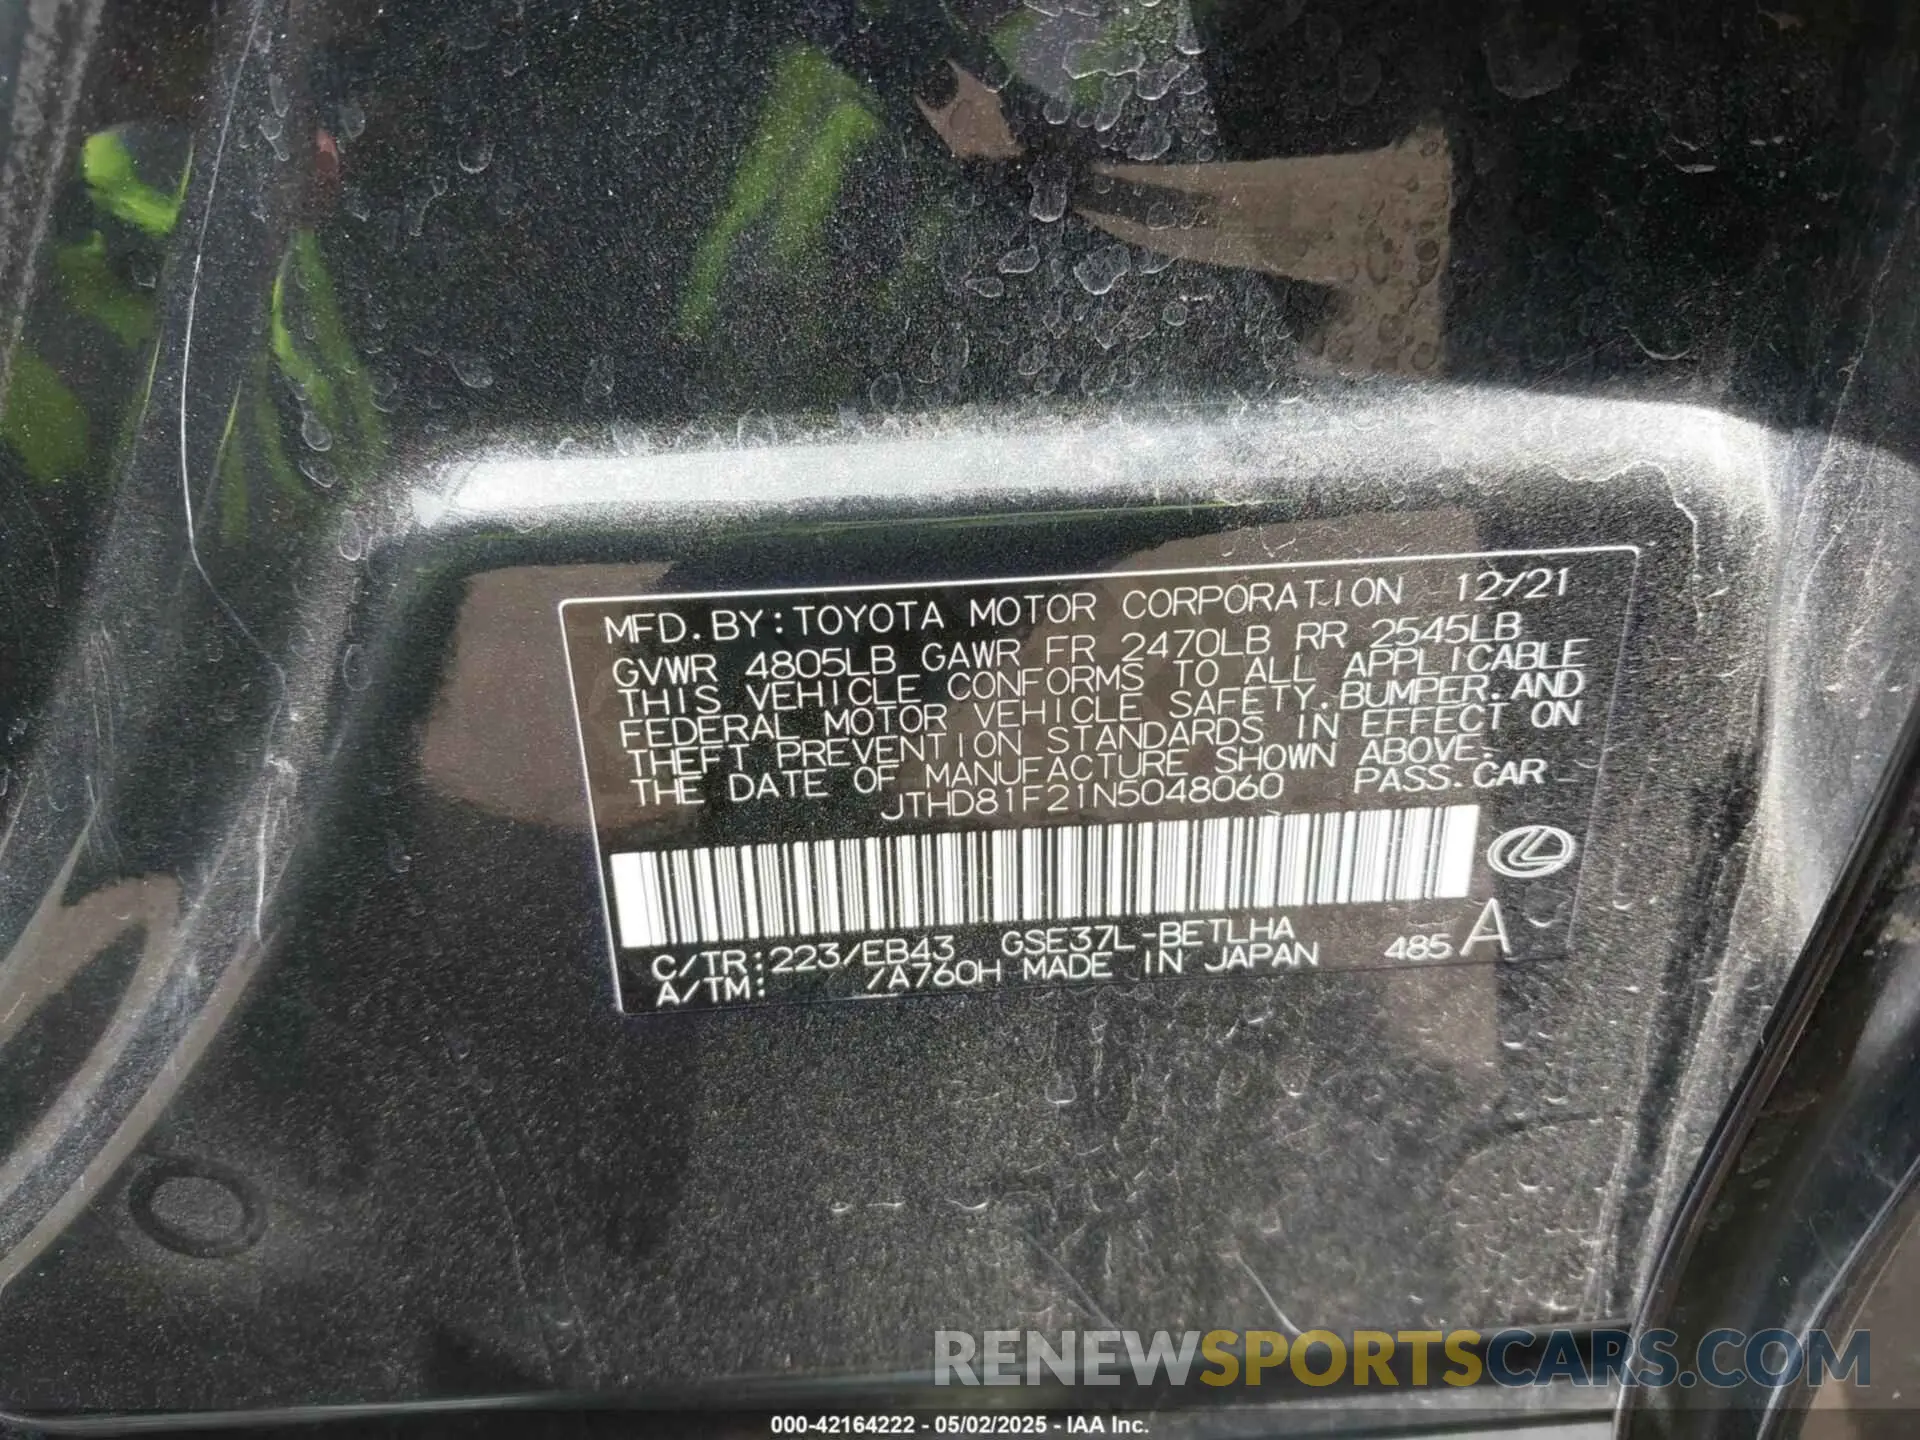 MFD. BY: TOYOTA MOTOR CORPORATION 12/21
GVWR 4805LB GAWR FR 2470LB RR 2545LB
THIS VEHICLE CONFORMS TO ALL APPLICABLE
FEDERAL MOTOR VEHICLE SAFETY, BUMPER, AND
THEFT PREVENTION STANDARDS IN EFFECT ON
THE DATE OF MANUFACTURE SHOWN ABOVE.
JTHD81F21N5048060 PASS. CAR
C/TR: 223/EB43 GSE37L-BETLHA
A/TM: /A760H MADE IN JAPAN 485 A
RENEWSPORTSCARS.COM
000-42164222 - 05/02/2025 - IAA Inc.